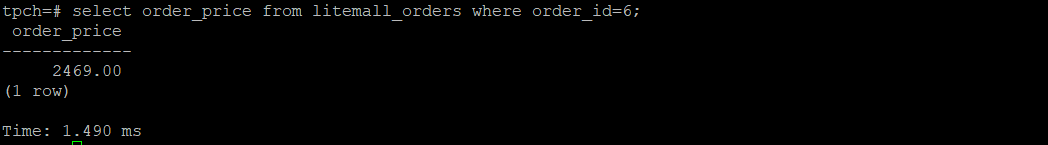 tpch=# select order_price from litemall_orders where order_id=6;
order_price
-------------
2469.00
(1 row)
Time: 1.490 ms